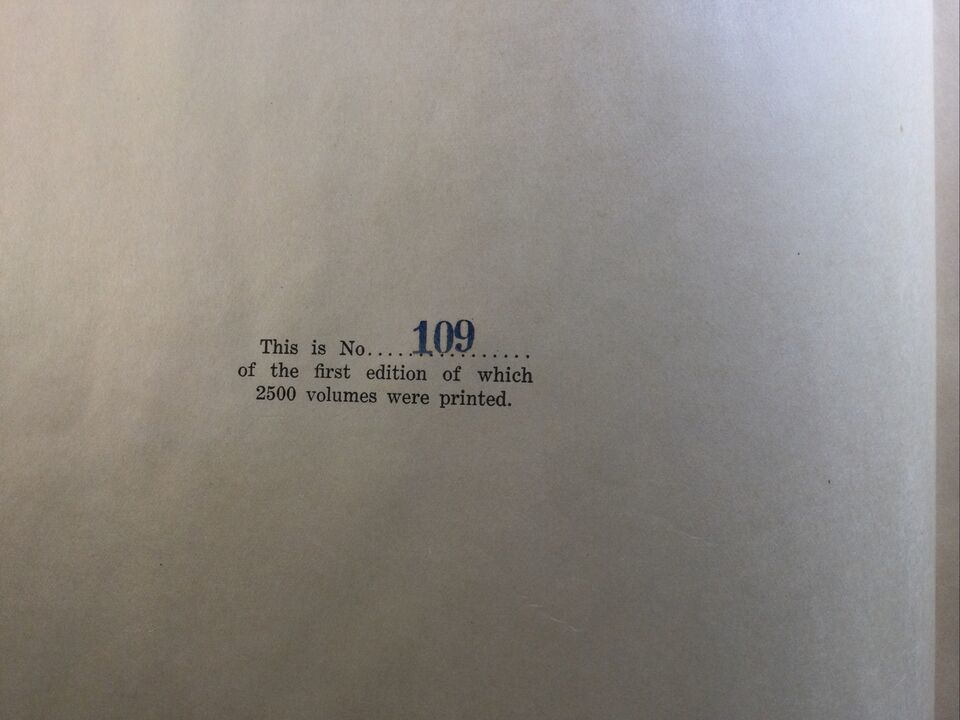 This is No.....109...............
of the first edition of which
2500 volumes were printed.